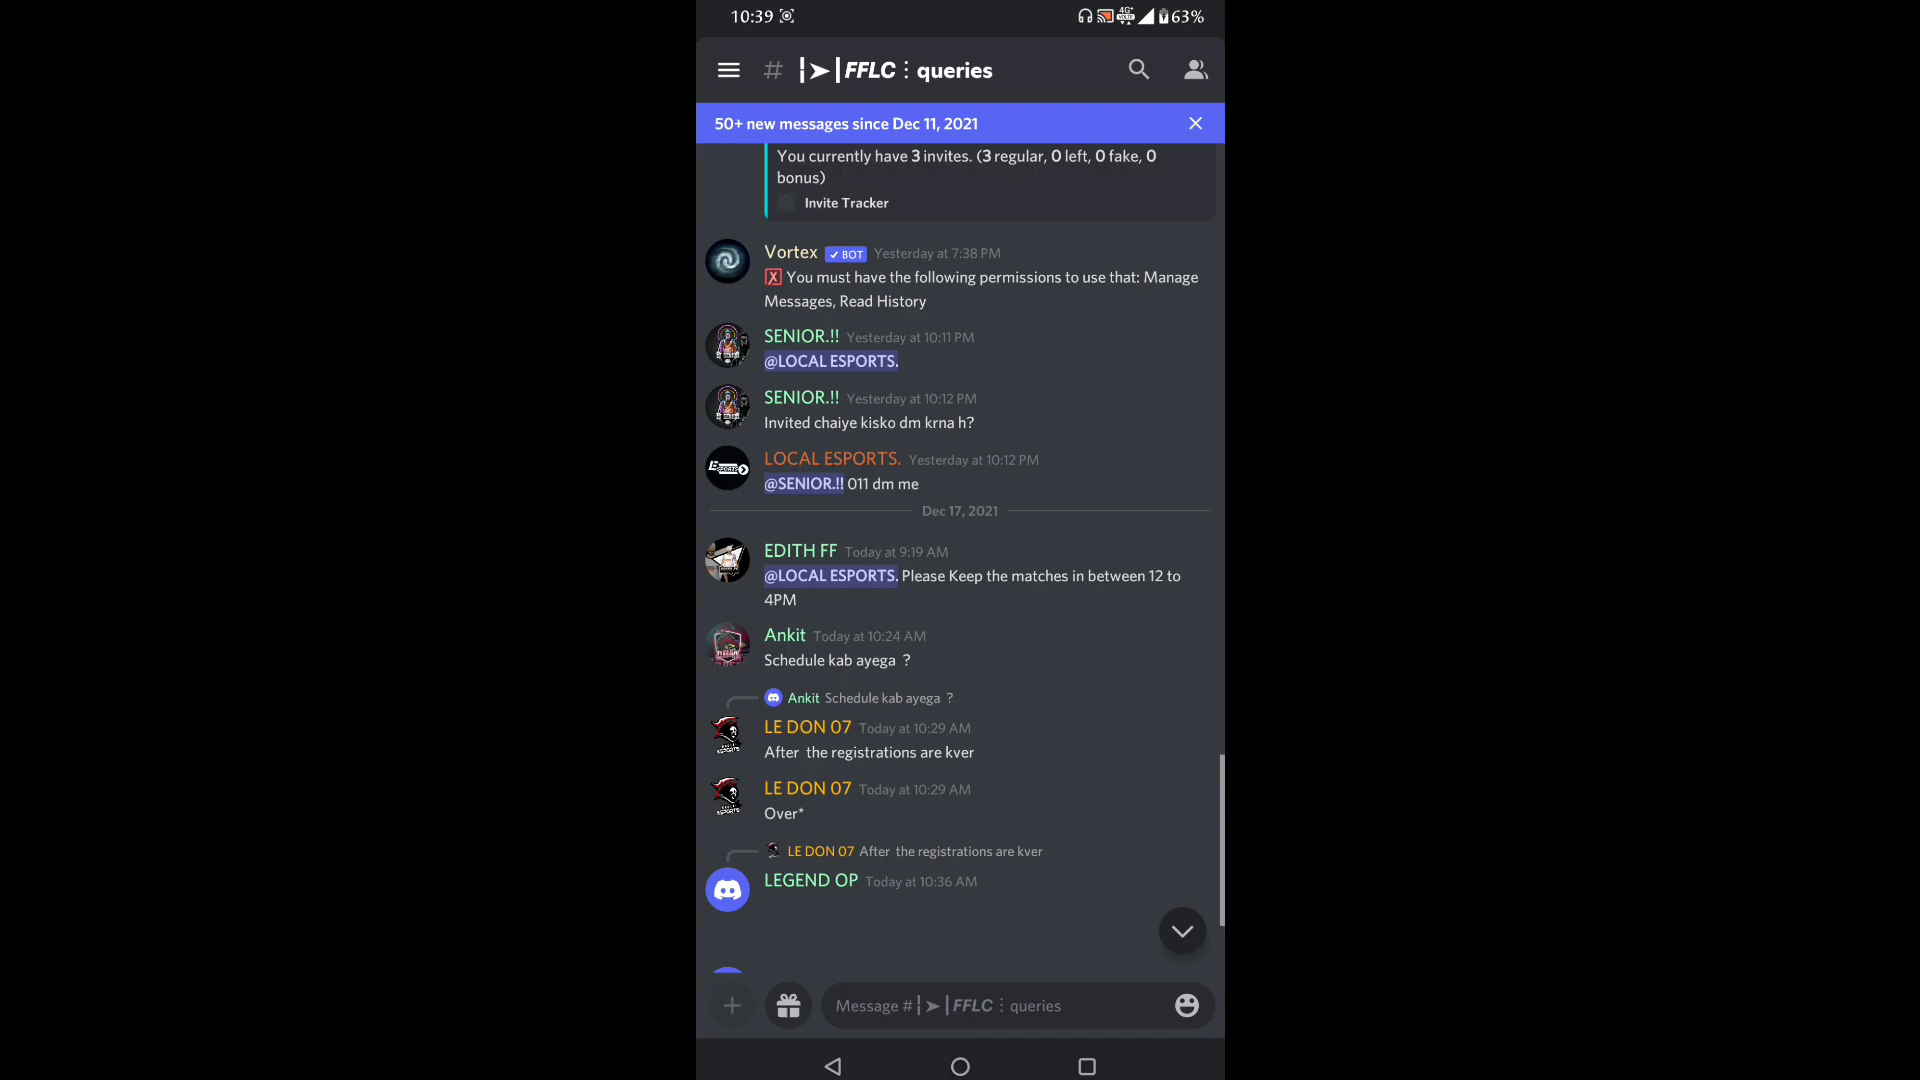 10:39
4G+
VOLTE
63%
# ¦➤|FFLC⋮queries
50+ new messages since Dec 11, 2021
You currently have 3 invites. (3 regular, 0 left, 0 fake, 0
bonus)
Invite Tracker
Vortex ✓ BOT Yesterday at 7:38 PM
X You must have the following permissions to use that: Manage
Messages, Read History
SENIOR.!! Yesterday at 10:11 PM
@LOCAL ESPORTS.
SENIOR.!! Yesterday at 10:12 PM
Invited chaiye kisko dm krna h?
LOCAL ESPORTS. Yesterday at 10:12 PM
@SENIOR.!! 011 dm me
Dec 17, 2021
EDITH FF Today at 9:19 AM
@LOCAL ESPORTS. Please Keep the matches in between 12 to
4PM
Ankit Today at 10:24 AM
Schedule kab ayega ?
Ankit Schedule kab ayega ?
LE DON 07 Today at 10:29 AM
After the registrations are kver
LE DON 07 Today at 10:29 AM
Over*
LE DON 07 After the registrations are kver
LEGEND OP Today at 10:36 AM
Message #¦➤|FFLC⋮queries